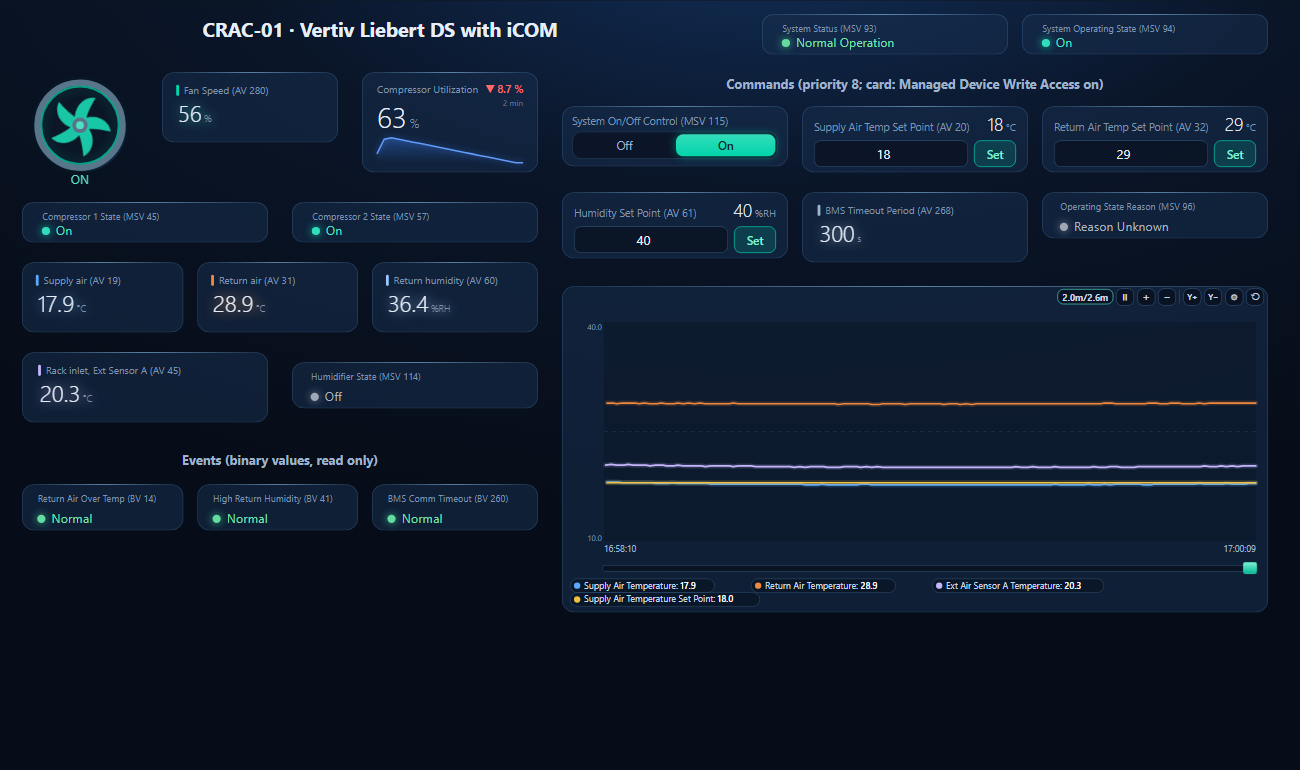 CRAC-01 · Vertiv Liebert DS with iCOM
System Status (MSV 93)
Normal Operation
System Operating State (MSV 94)
On
ON
Fan Speed (AV 280)
56 %
Compressor Utilization ▼ 8.7 %
2 min
63 %
Compressor 1 State (MSV 45)
On
Compressor 2 State (MSV 57)
On
Supply air (AV 19)
17.9 °C
Return air (AV 31)
28.9 °C
Return humidity (AV 60)
36.4 %RH
Rack inlet, Ext Sensor A (AV 45)
20.3 °C
Humidifier State (MSV 114)
Off
Events (binary values, read only)
Return Air Over Temp (BV 14)
Normal
High Return Humidity (BV 41)
Normal
BMS Comm Timeout (BV 260)
Normal
Commands (priority 8; card: Managed Device Write Access on)
System On/Off Control (MSV 115)
Off On
Supply Air Temp Set Point (AV 20) 18 °C
18 Set
Return Air Temp Set Point (AV 32) 29 °C
29 Set
Humidity Set Point (AV 61) 40 %RH
40 Set
BMS Timeout Period (AV 268)
300 s
Operating State Reason (MSV 96)
Reason Unknown
2.0m/2.6m + − Y+ Y−
40.0
10.0
16:58:10 17:00:09
Supply Air Temperature: 17.9
Return Air Temperature: 28.9
Ext Air Sensor A Temperature: 20.3
Supply Air Temperature Set Point: 18.0